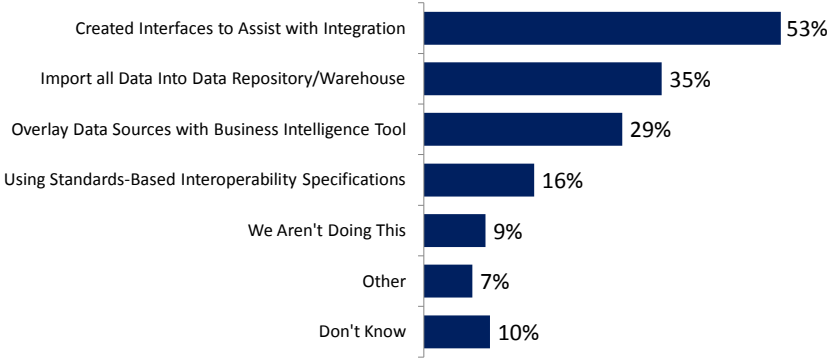 Created Interfaces to Assist with Integration 53%
Import all Data Into Data Repository/Warehouse 35%
Overlay Data Sources with Business Intelligence Tool 29%
Using Standards-Based Interoperability Specifications 16%
We Aren't Doing This 9%
Other 7%
Don't Know 10%